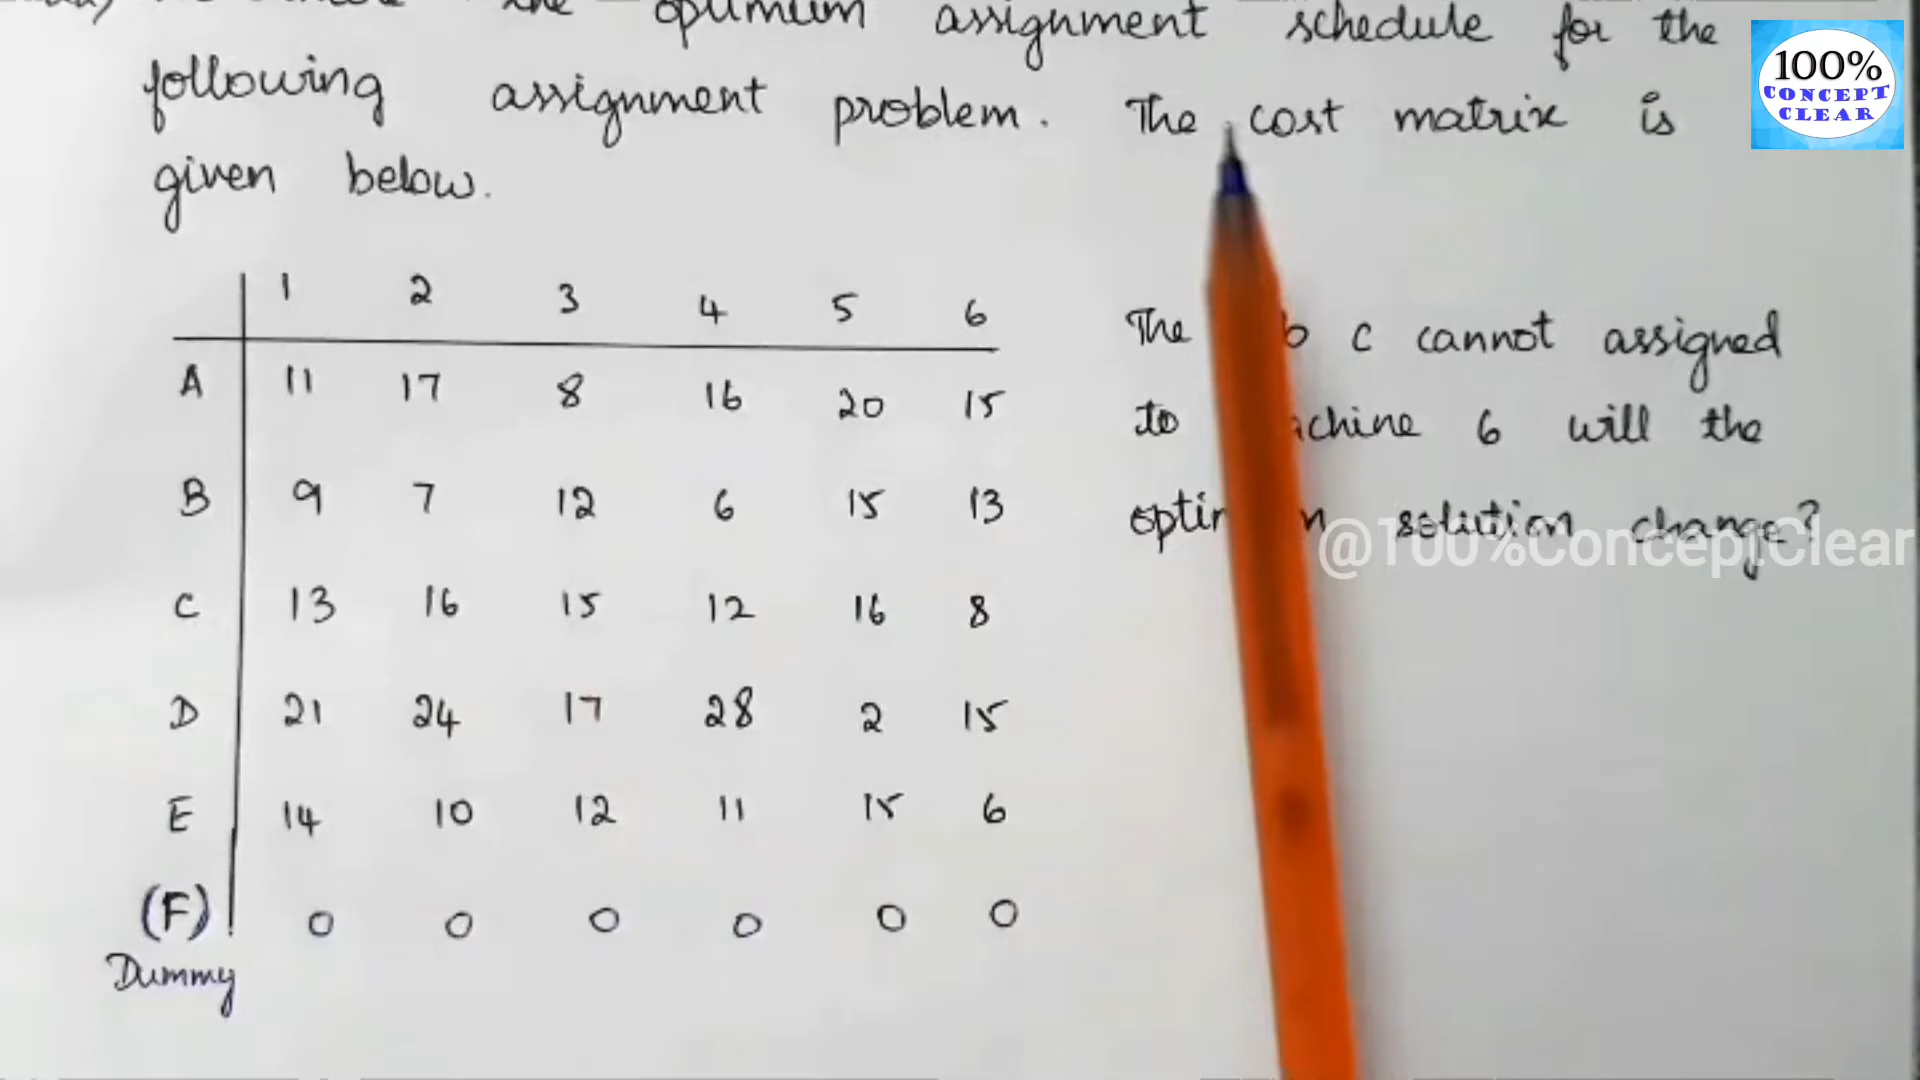 the optimum assignment schedule for the
following assignment problem. The cost matrix is
given below.
1 2 3 4 5 6
A 11 17 8 16 20 15
B 9 7 12 6 15 13
C 13 16 15 12 16 8
D 21 24 17 28 2 15
E 14 10 12 11 15 6
(F) 0 0 0 0 0 0
Dummy
The c cannot assigned
to 6 will the
solution change?
100%
CONCEPT
CLEAR
@100%ConceptClear